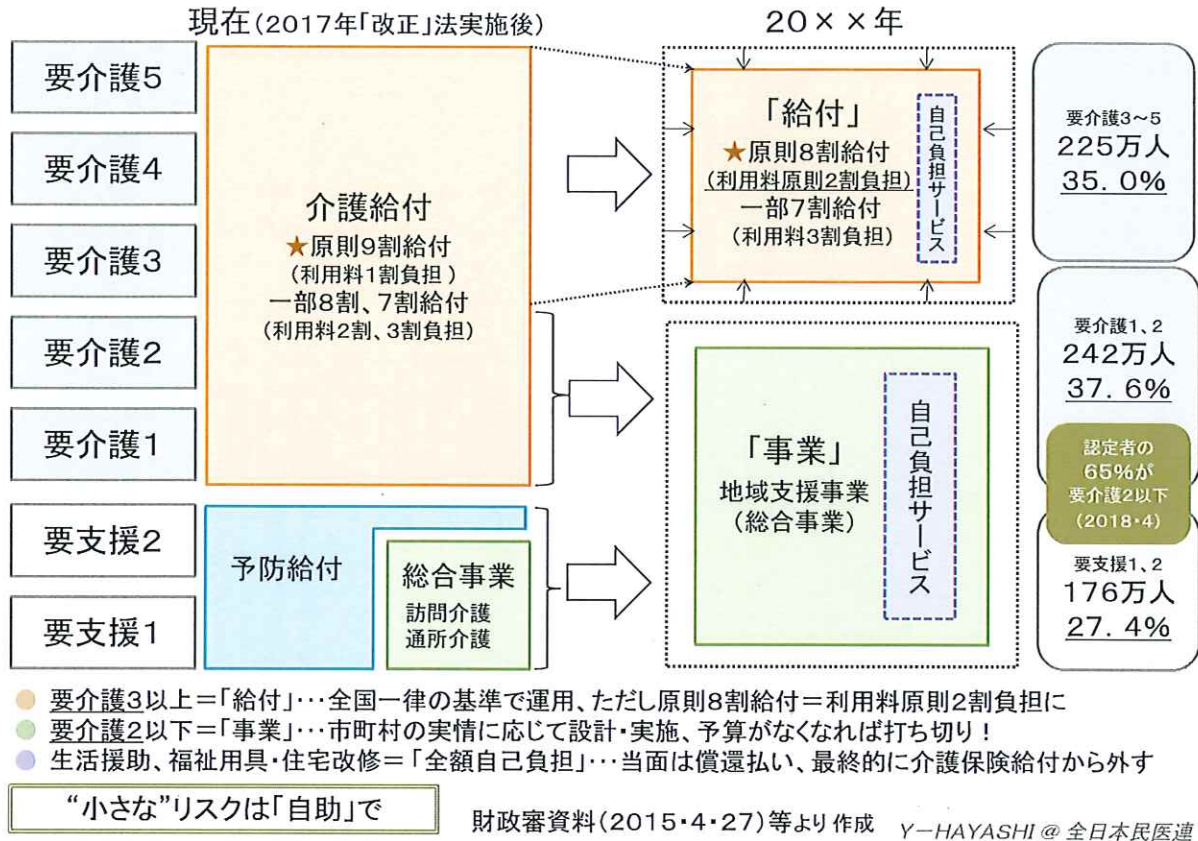 現在(2017年「改正」法実施後)
20××年
要介護5
要介護4
要介護3
要介護2
要介護1
要支援2
要支援1
介護給付
★原則9割給付
(利用料1割負担)
一部8割、7割給付
(利用料2割、3割負担)
予防給付
総合事業
訪問介護
通所介護
「給付」
★原則8割給付
(利用料原則2割負担)
一部7割給付
(利用料3割負担)
自己負担サービス
「事業」
地域支援事業
(総合事業)
自己負担サービス
要介護3~5
225万人
35.0%
要介護1、2
242万人
37.6%
認定者の
65%が
要介護2以下
(2018・4)
要支援1、2
176万人
27.4%
要介護3以上=「給付」…全国一律の基準で運用、ただし原則8割給付=利用料原則2割負担に
要介護2以下=「事業」…市町村の実情に応じて設計・実施、予算がなくなれば打ち切り!
生活援助、福祉用具・住宅改修=「全額自己負担」…当面は償還払い、最終的に介護保険給付から外す
“小さな”リスクは「自助」で
財政審資料(2015・4・27)等より作成
Y-HAYASHI@全日本民医連